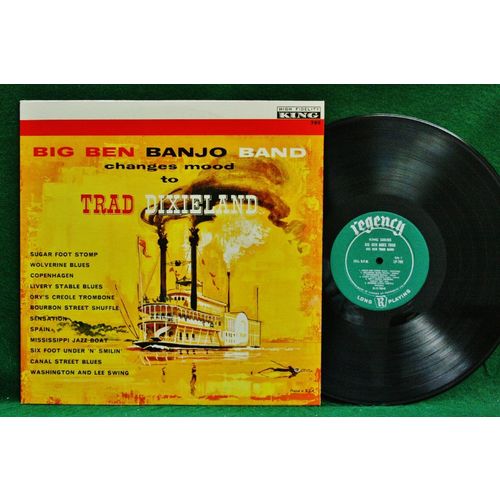 HIGH FIDELITY
KING
BIG BEN BANJO BAND
changes mood
to
TRAD DIXIELAND
SUGAR FOOT STOMP
WOLVERINE BLUES
COPENHAGEN
LIVERY STABLE BLUES
ORY'S CREOLE TROMBONE
BOURBON STREET SHUFFLE
SENSATION
SPAIN
MISSISSIPPI JAZZ BOAT
SIX FOOT UNDER 'N' SMILIN'
CANAL STREET BLUES
WASHINGTON AND LEE SWING
regency
LONG R PLAYING